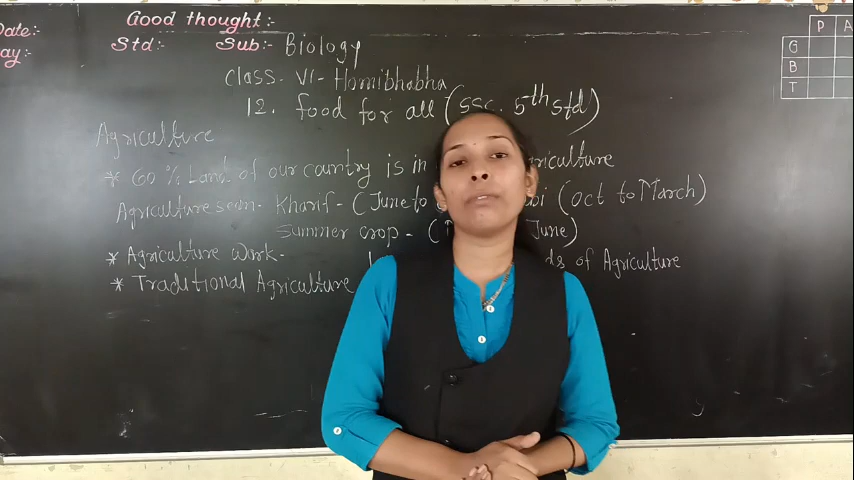 Good thought:-
Date:-
Std:- Sub:- Biology
ay:-
P A
G
B
T
Class- VI- Homibhabha
12. food for all (SSC. 5th std)
Agriculture
* 60% Land of our country is in riculture
Agriculture sean- Kharif- (June to bi (Oct to March)
Summer crop- ( June)
* Agriculture work-
* Traditional Agriculture ds of Agriculture